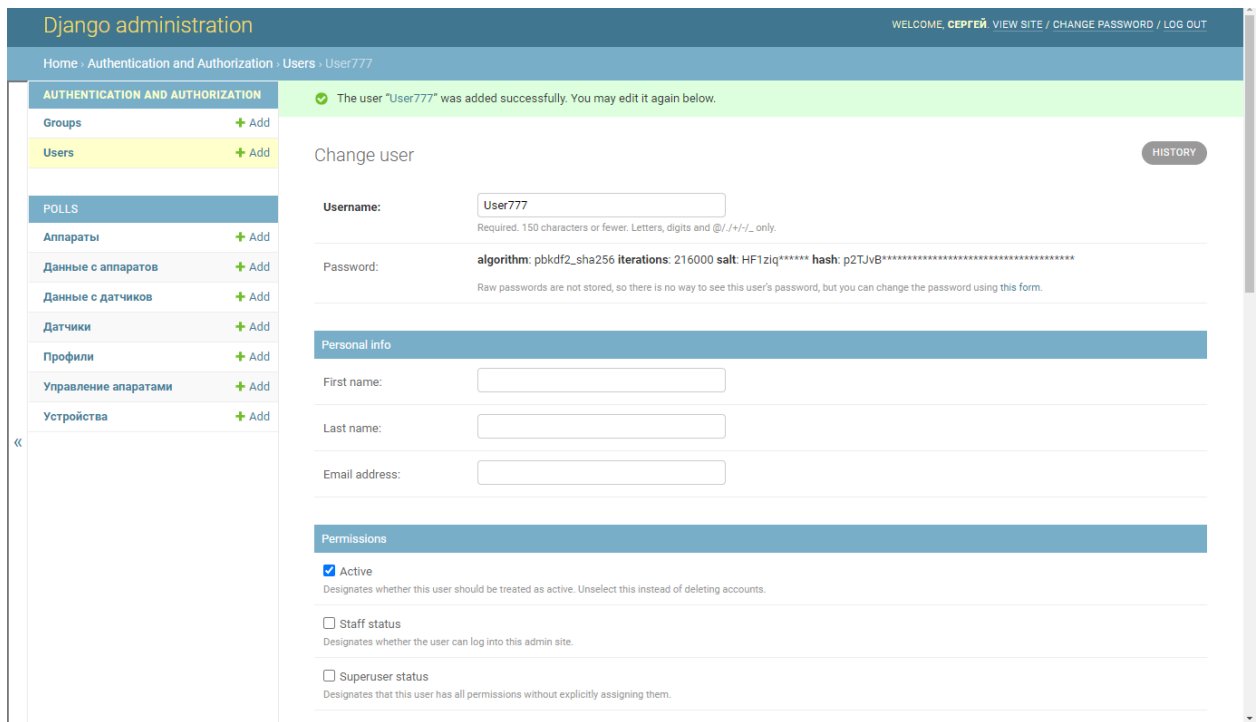 Django administration
WELCOME, СЕРГЕЙ. VIEW SITE / CHANGE PASSWORD / LOG OUT
Home › Authentication and Authorization › Users › User777
AUTHENTICATION AND AUTHORIZATION
Groups + Add
Users + Add
POLLS
Аппараты + Add
Данные с аппаратов + Add
Данные с датчиков + Add
Датчики + Add
Профили + Add
Управление апаратами + Add
Устройства + Add
«
The user “User777” was added successfully. You may edit it again below.
Change user
HISTORY
Username: User777
Required. 150 characters or fewer. Letters, digits and @/./+/-/_ only.
Password: algorithm: pbkdf2_sha256 iterations: 216000 salt: HF1ziq****** hash: p2TJvB**************************************
Raw passwords are not stored, so there is no way to see this user’s password, but you can change the password using this form.
Personal info
First name:
Last name:
Email address:
Permissions
Active
Designates whether this user should be treated as active. Unselect this instead of deleting accounts.
Staff status
Designates whether the user can log into this admin site.
Superuser status
Designates that this user has all permissions without explicitly assigning them.